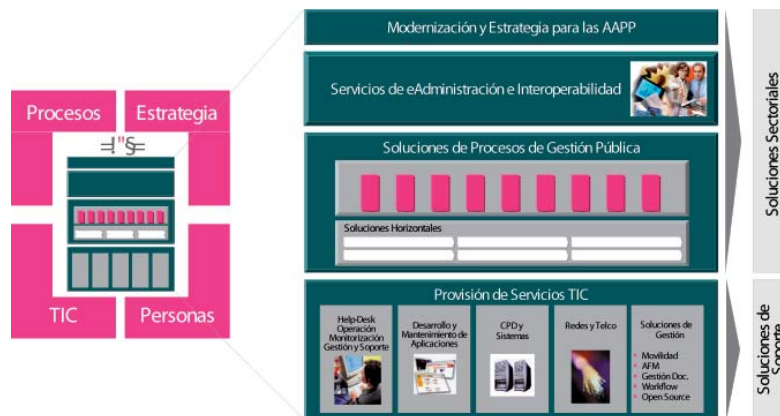 Procesos
Estrategia
=!"§=
TIC
Personas
Modernización y Estrategia para las AAPP
Servicios de eAdministración e Interoperabilidad
Soluciones de Procesos de Gestión Pública
Soluciones Horizontales
Provisión de Servicios TIC
Help-Desk
Operación
Monitorización
Gestión y Soporte
Desarrollo y
Mantenimiento de
Aplicaciones
CPD y
Sistemas
Redes y Telco
Soluciones de
Gestión
• Movilidad
• AFM
• Gestión Doc.
• Workflow
• Open Source
Soluciones Sectoriales
Soluciones de
Soporte